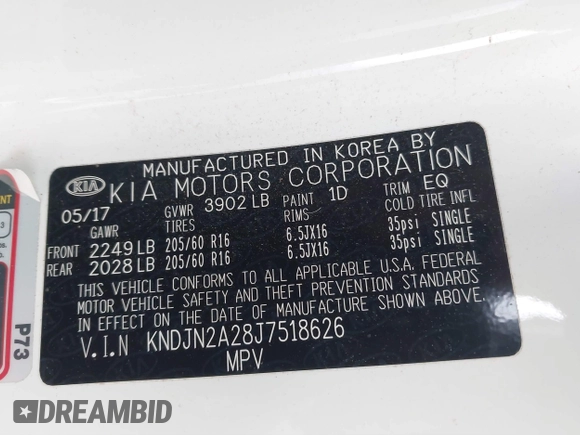 MANUFACTURED IN KOREA BY
KIA KIA MOTORS CORPORATION
05/17 GVWR 3902 LB PAINT 1D TRIM EQ
GAWR TIRES RIMS COLD TIRE INFL
FRONT 2249 LB 205/60 R16 6.5JX16 35psi SINGLE
REAR 2028 LB 205/60 R16 6.5JX16 35psi SINGLE
THIS VEHICLE CONFORMS TO ALL APPLICABLE U.S.A. FEDERAL
MOTOR VEHICLE SAFETY AND THEFT PREVENTION STANDARDS
IN EFFECT ON THE DATE OF MANUFACTURE SHOWN ABOVE.
V.I.N KNDJN2A28J7518626
MPV
P73
DREAMBID